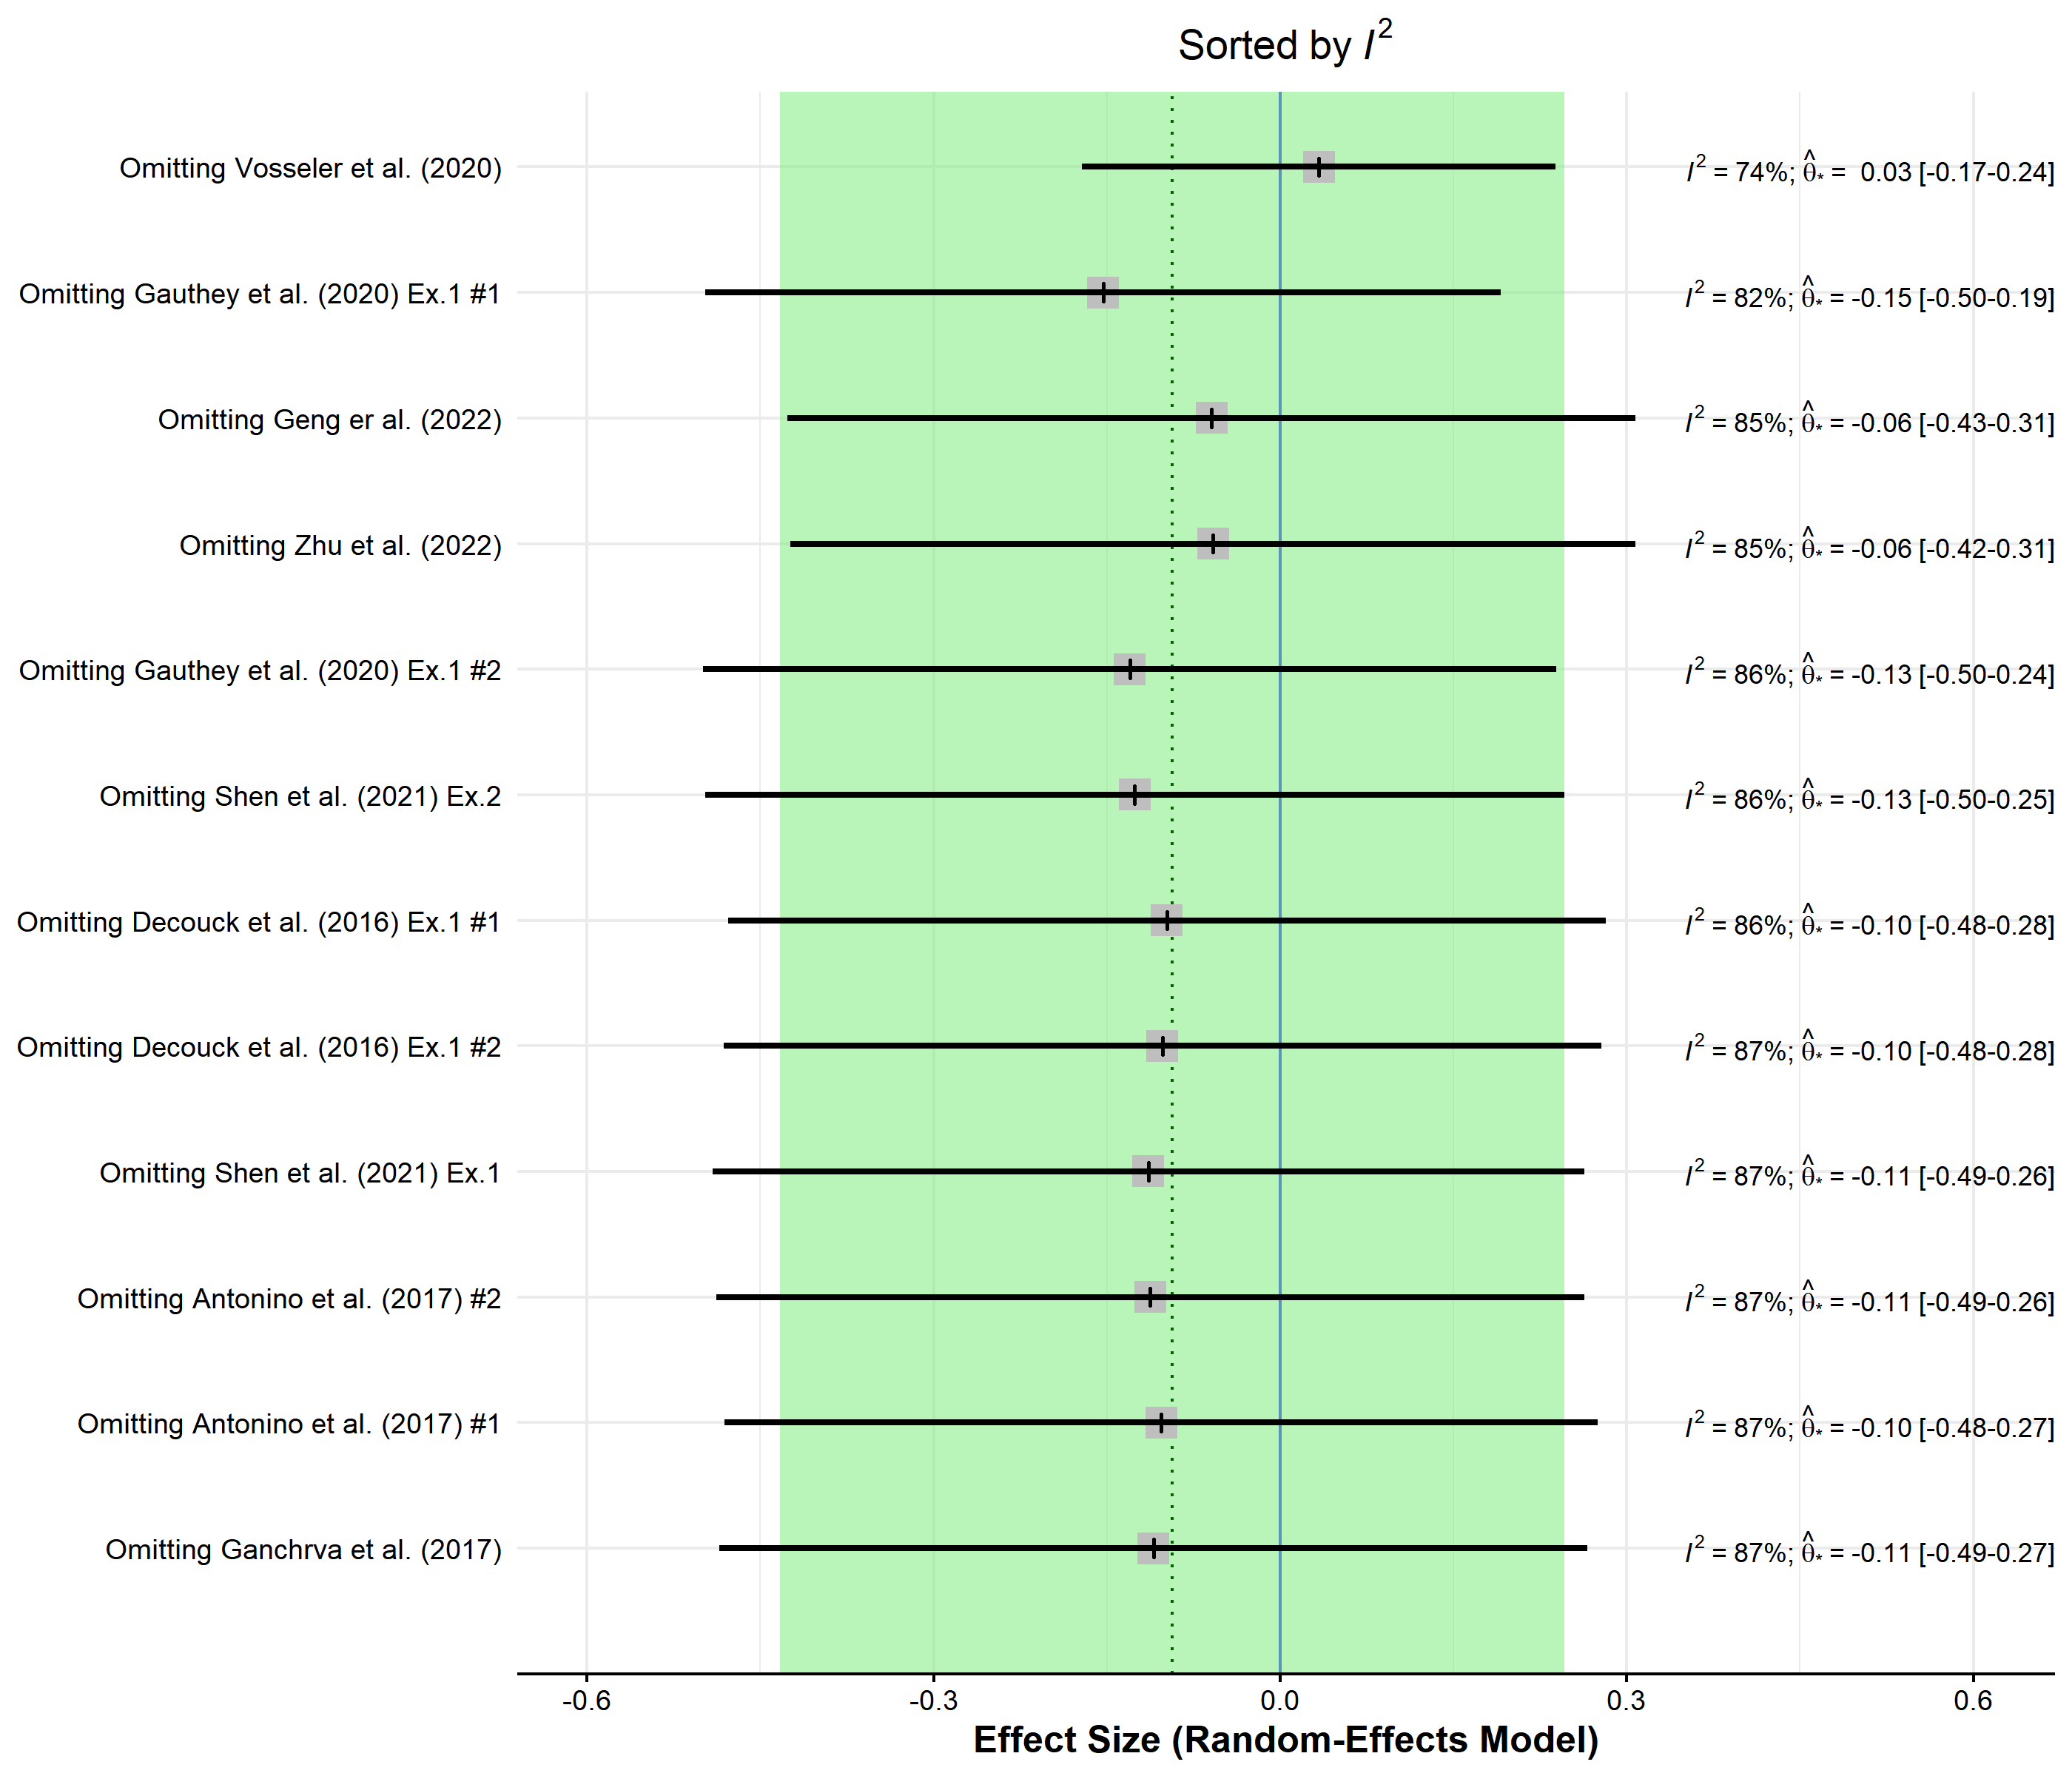 Sorted by I²
Omitting Vosseler et al. (2020) I² = 74%; θ̂* = 0.03 [-0.17-0.24]
Omitting Gauthey et al. (2020) Ex.1 #1 I² = 82%; θ̂* = -0.15 [-0.50-0.19]
Omitting Geng er al. (2022) I² = 85%; θ̂* = -0.06 [-0.43-0.31]
Omitting Zhu et al. (2022) I² = 85%; θ̂* = -0.06 [-0.42-0.31]
Omitting Gauthey et al. (2020) Ex.1 #2 I² = 86%; θ̂* = -0.13 [-0.50-0.24]
Omitting Shen et al. (2021) Ex.2 I² = 86%; θ̂* = -0.13 [-0.50-0.25]
Omitting Decouck et al. (2016) Ex.1 #1 I² = 86%; θ̂* = -0.10 [-0.48-0.28]
Omitting Decouck et al. (2016) Ex.1 #2 I² = 87%; θ̂* = -0.10 [-0.48-0.28]
Omitting Shen et al. (2021) Ex.1 I² = 87%; θ̂* = -0.11 [-0.49-0.26]
Omitting Antonino et al. (2017) #2 I² = 87%; θ̂* = -0.11 [-0.49-0.26]
Omitting Antonino et al. (2017) #1 I² = 87%; θ̂* = -0.10 [-0.48-0.27]
Omitting Ganchrva et al. (2017) I² = 87%; θ̂* = -0.11 [-0.49-0.27]
-0.6 -0.3 0.0 0.3 0.6
Effect Size (Random-Effects Model)